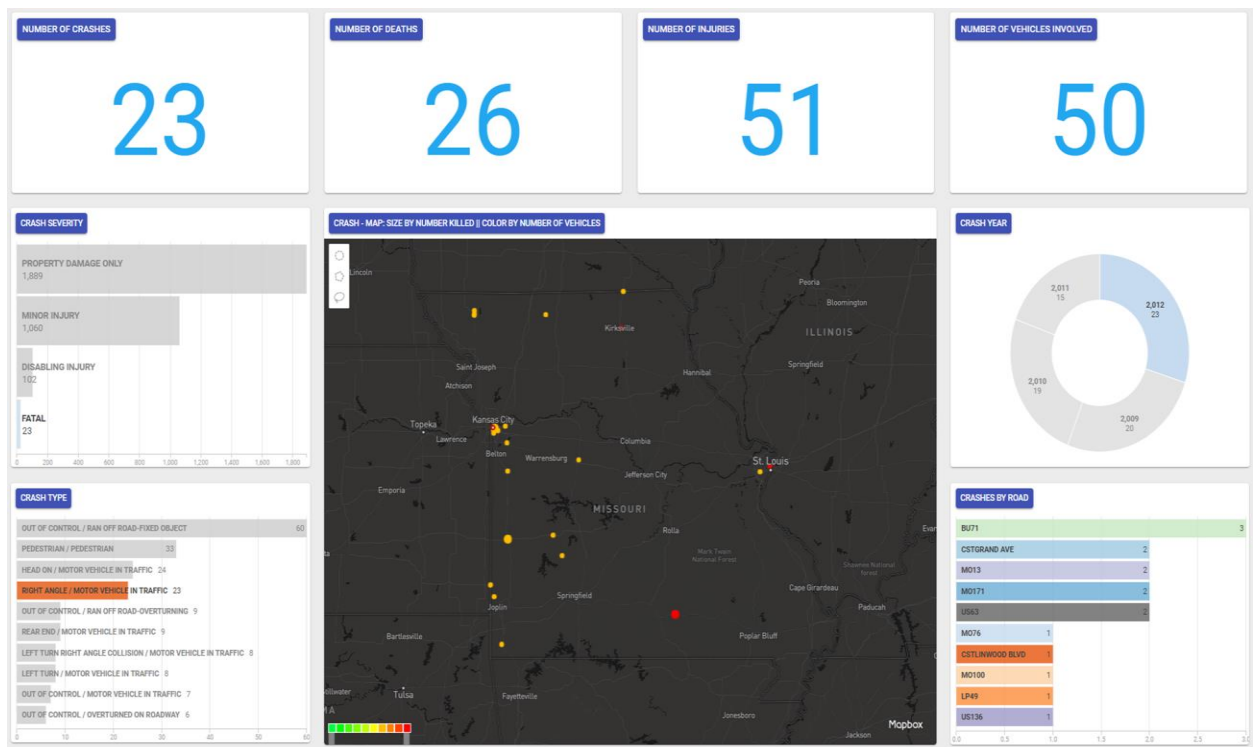 NUMBER OF CRASHES
23
NUMBER OF DEATHS
26
NUMBER OF INJURIES
51
NUMBER OF VEHICLES INVOLVED
50
CRASH SEVERITY
PROPERTY DAMAGE ONLY
1,889
MINOR INJURY
1,060
DISABLING INJURY
102
FATAL
23
0 200 400 600 800 1,000 1,200 1,400 1,600 1,800
CRASH - MAP: SIZE BY NUMBER KILLED || COLOR BY NUMBER OF VEHICLES
Lincoln
Peoria
Bloomington
Kirksville
ILLINOIS
Saint Joseph
Hannibal
Springfield
Atchison
Topeka
Kansas City
Lawrence
Columbia
Belton
Warrensburg
St. Louis
Jefferson City
Emporia
MISSOURI
Rolla
Evan
Mark Twain
National Forest
Shawnee National
Forest
Springfield
Cape Girardeau
Joplin
Paducah
Bartlesville
Poplar Bluff
Stillwater
Tulsa
Fayetteville
MA
Jonesboro
Jackson
Mapbox
CRASH YEAR
2,011
15
2,012
23
2,010
19
2,009
20
CRASH TYPE
OUT OF CONTROL / RAN OFF ROAD-FIXED OBJECT 60
PEDESTRIAN / PEDESTRIAN 33
HEAD ON / MOTOR VEHICLE IN TRAFFIC 24
RIGHT ANGLE / MOTOR VEHICLE IN TRAFFIC 23
OUT OF CONTROL / RAN OFF ROAD-OVERTURNING 9
REAR END / MOTOR VEHICLE IN TRAFFIC 9
LEFT TURN RIGHT ANGLE COLLISION / MOTOR VEHICLE IN TRAFFIC 8
LEFT TURN / MOTOR VEHICLE IN TRAFFIC 8
OUT OF CONTROL / MOTOR VEHICLE IN TRAFFIC 7
OUT OF CONTROL / OVERTURNED ON ROADWAY 6
0 10 20 30 40 50 60
CRASHES BY ROAD
BU71 3
CSTGRAND AVE 2
MO13 2
MO171 2
US63 2
MO76 1
CSTLINWOOD BLVD 1
MO100 1
LP49 1
US136 1
0.0 0.5 1.0 1.5 2.0 2.5 3.0